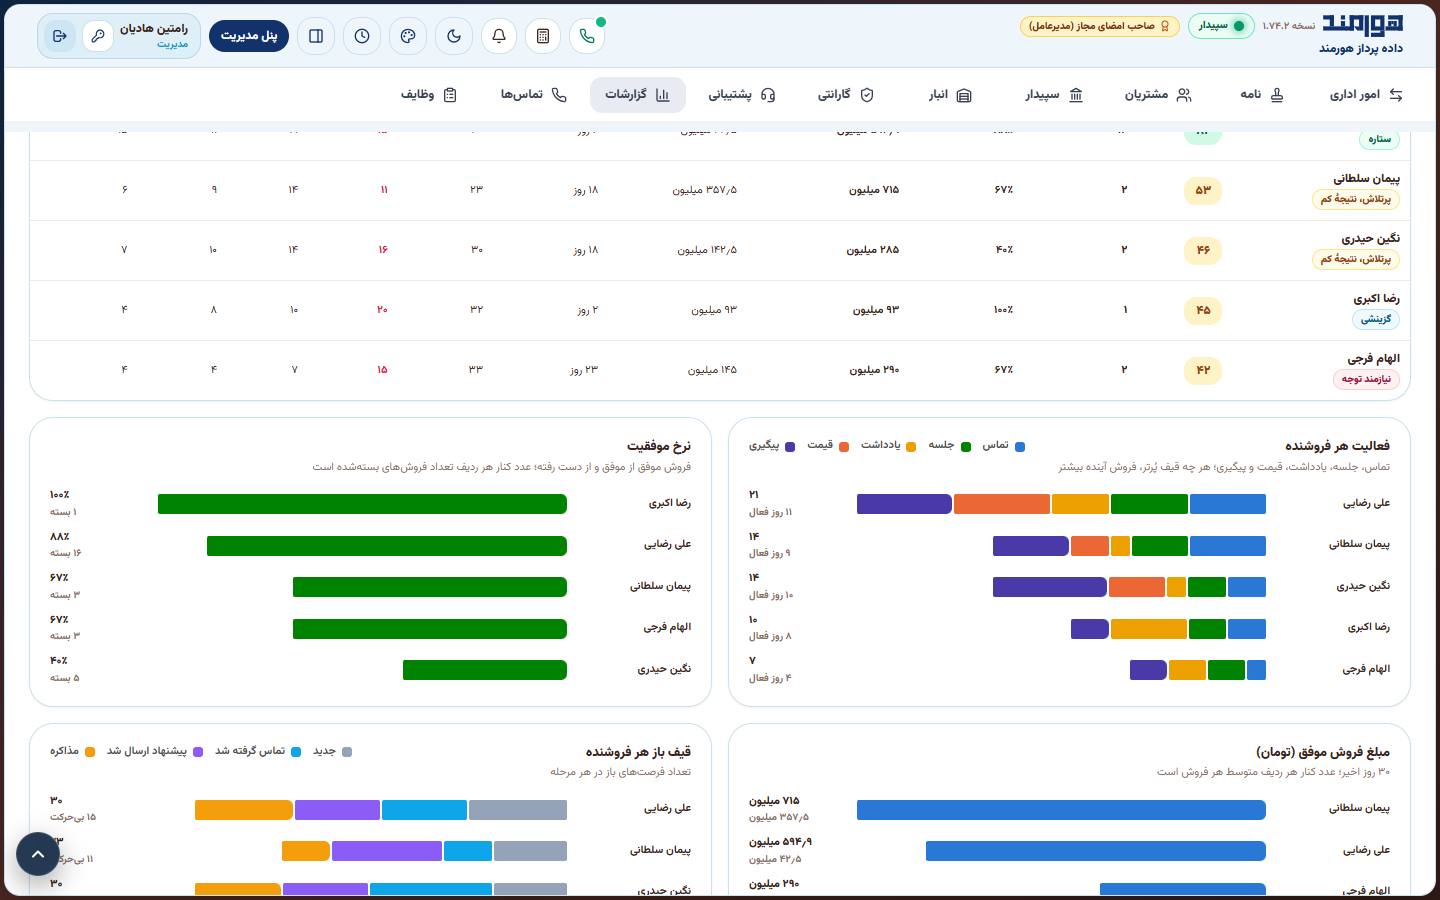 هورمند
نسخه ۱.۷۴.۲
سپیدار
صاحب امضای مجاز (مدیرعامل)
داده پرداز هورمند
پنل مدیریت
رامتین هادیان
مدیریت
امور اداری
نامه
مشتریان
سپیدار
انبار
گارانتی
پشتیبانی
گزارشات
تماس‌ها
وظایف
ستاره
پیمان سلطانی
پرتلاش، نتیجهٔ کم
۵۳ ۲ ۶۷٪ ۷۱۵ میلیون ۳۵۷٫۵ میلیون ۱۸ روز ۲۳ ۱۱ ۱۴ ۹ ۶
نگین حیدری
پرتلاش، نتیجهٔ کم
۴۶ ۲ ۴۰٪ ۲۸۵ میلیون ۱۴۲٫۵ میلیون ۱۸ روز ۳۰ ۱۶ ۱۴ ۱۰ ۷
رضا اکبری
گزینشی
۴۵ ۱ ۱۰۰٪ ۹۳ میلیون ۹۳ میلیون ۲ روز ۳۲ ۲۰ ۱۰ ۸ ۴
الهام فرجی
نیازمند توجه
۴۲ ۲ ۶۷٪ ۲۹۰ میلیون ۱۴۵ میلیون ۲۳ روز ۳۳ ۱۵ ۷ ۴ ۴
فعالیت هر فروشنده
تماس جلسه یادداشت قیمت پیگیری
تماس، جلسه، یادداشت، قیمت و پیگیری؛ هر چه قیف پُرتر، فروش آینده بیشتر
علی رضایی ۲۱
۱۱ روز فعال
پیمان سلطانی ۱۴
۹ روز فعال
نگین حیدری ۱۴
۱۰ روز فعال
رضا اکبری ۱۰
۸ روز فعال
الهام فرجی ۷
۴ روز فعال
نرخ موفقیت
فروش موفق از موفق و از دست رفته؛ عدد کنار هر ردیف تعداد فروش‌های بسته‌شده است
رضا اکبری ۱۰۰٪
۱ بسته
علی رضایی ۸۸٪
۱۶ بسته
پیمان سلطانی ۶۷٪
۳ بسته
الهام فرجی ۶۷٪
۳ بسته
نگین حیدری ۴۰٪
۵ بسته
مبلغ فروش موفق (تومان)
۳۰ روز اخیر؛ عدد کنار هر ردیف متوسط هر فروش است
پیمان سلطانی ۷۱۵ میلیون
۳۵۷٫۵ میلیون
علی رضایی ۵۹۴٫۹ میلیون
۴۲٫۵ میلیون
الهام فرجی ۲۹۰ میلیون
قیف باز هر فروشنده
جدید تماس گرفته شد پیشنهاد ارسال شد مذاکره
تعداد فرصت‌های باز در هر مرحله
علی رضایی ۳۰
۱۵ بی‌حرکت
پیمان سلطانی
۱۱ بی‌حرکت
نگین حیدری ۳۰